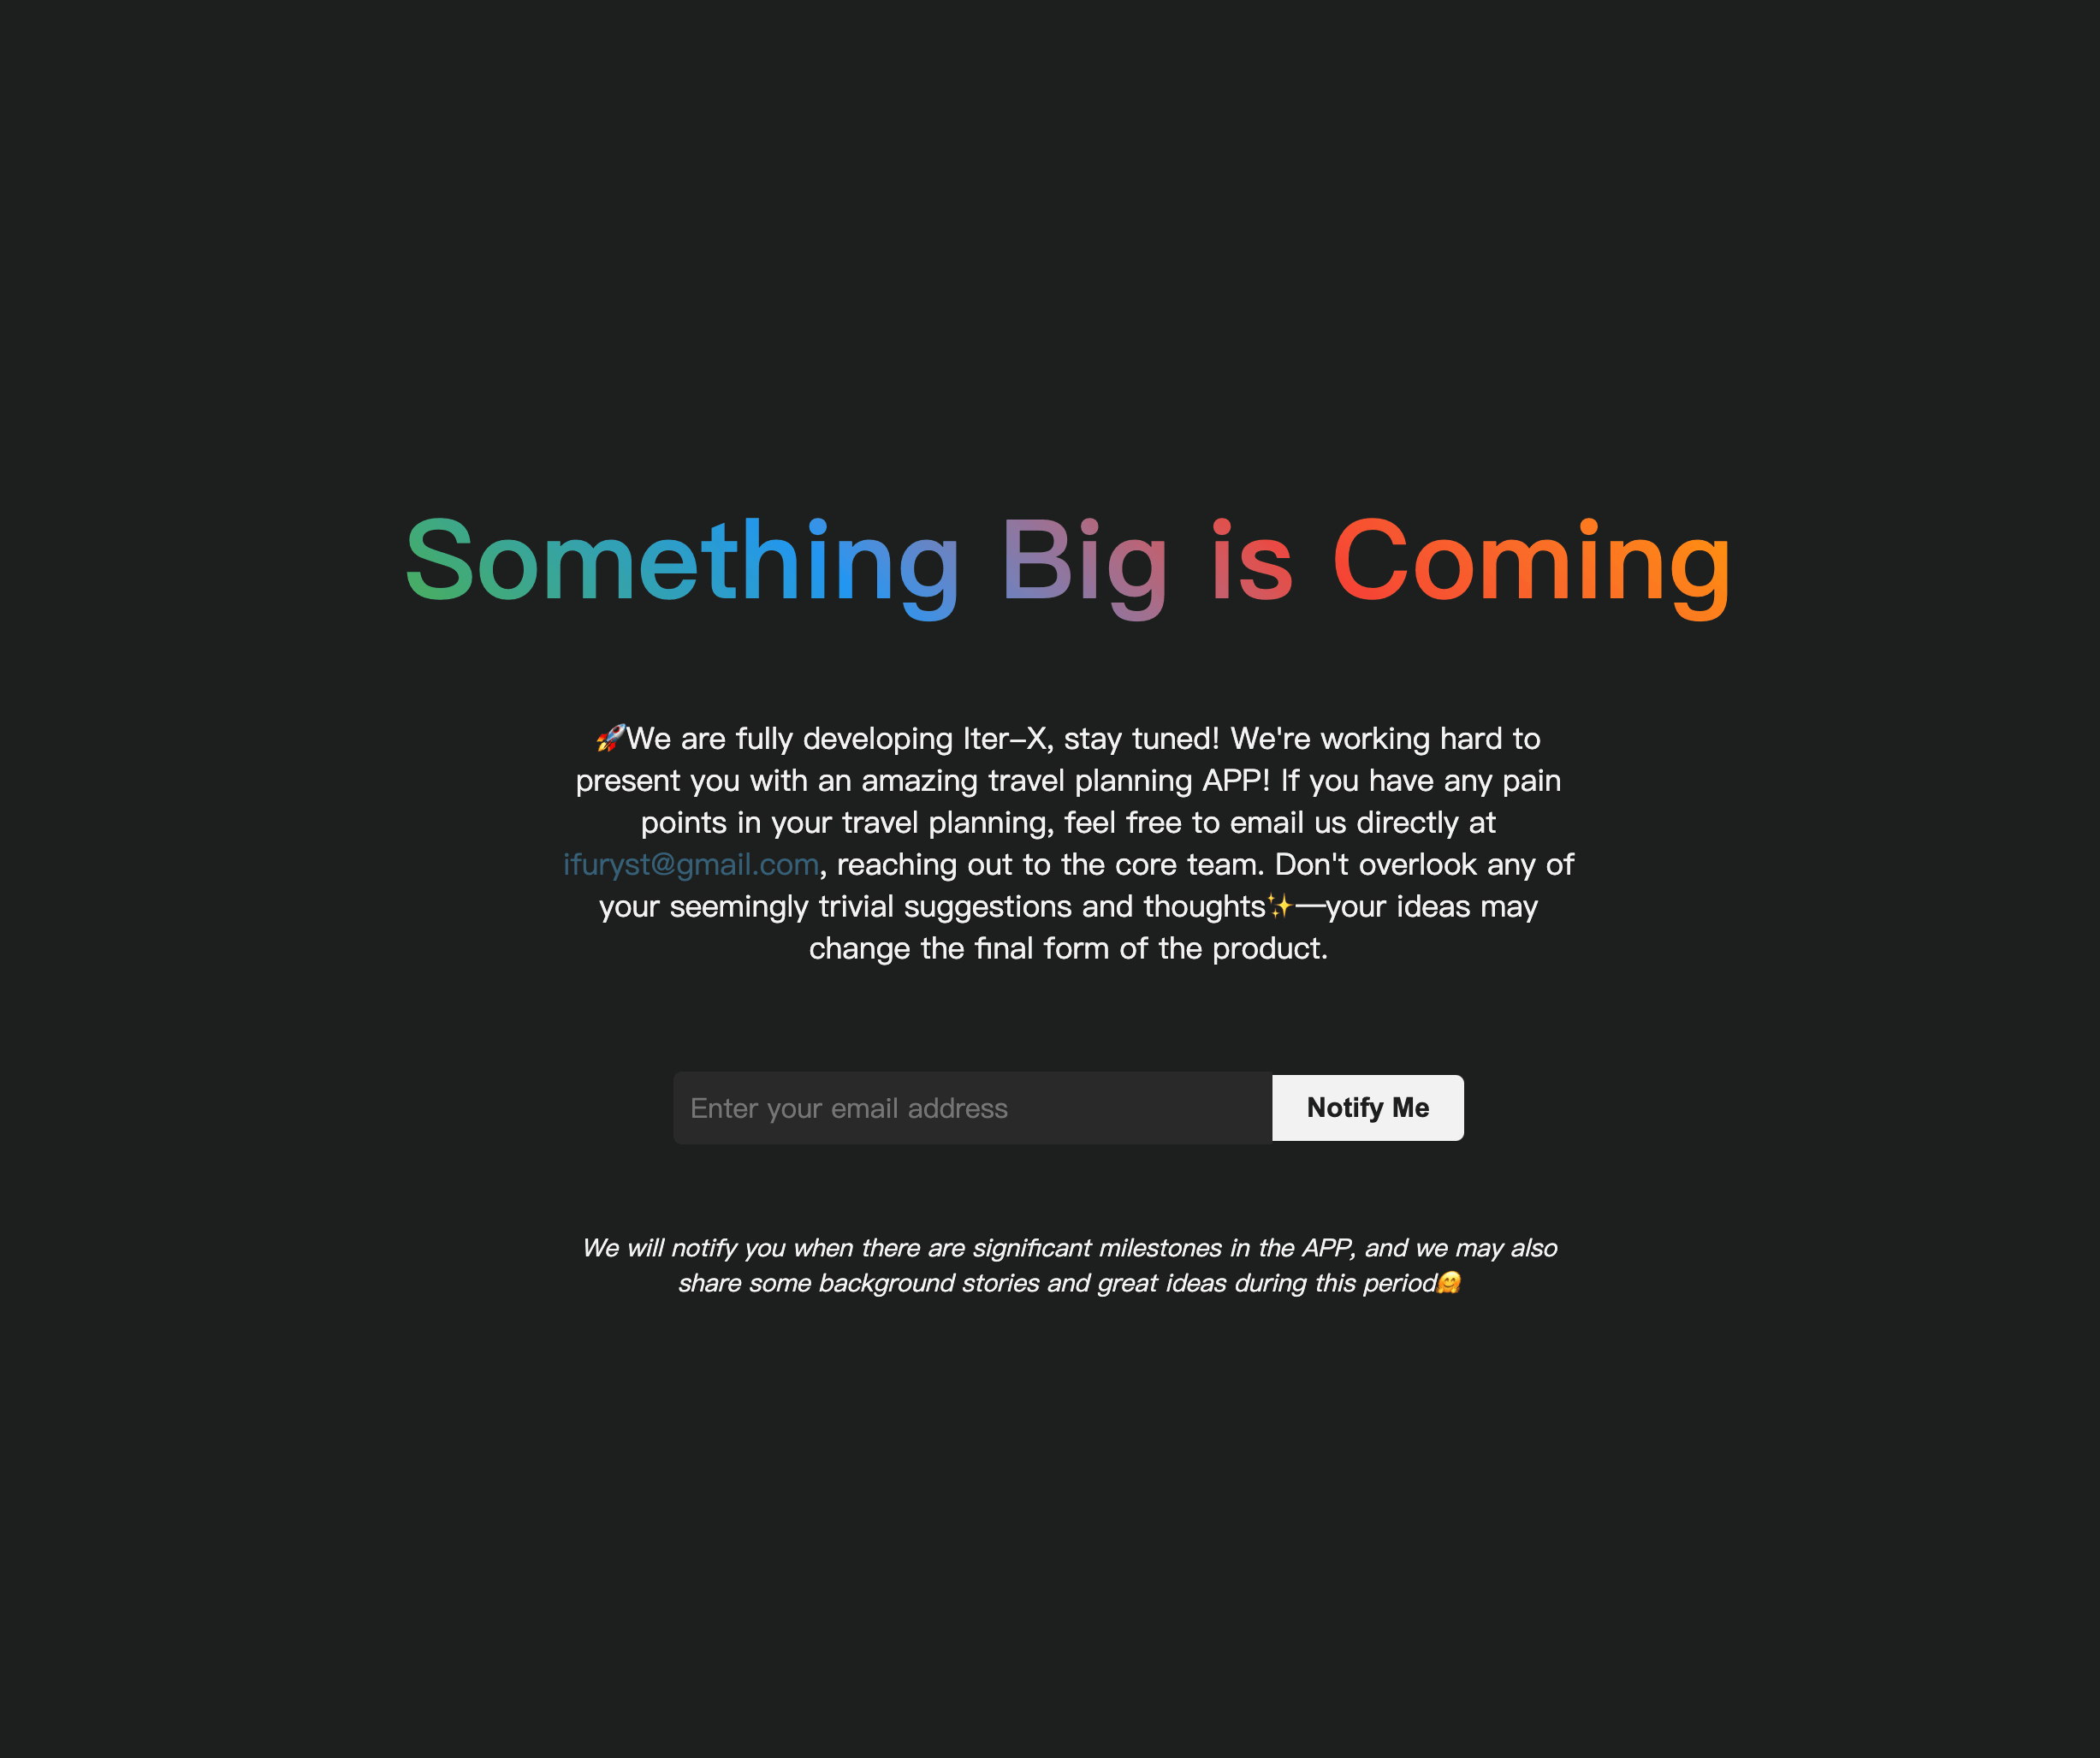 Something Big is Coming
🚀We are fully developing Iter-X, stay tuned! We're working hard to
present you with an amazing travel planning APP! If you have any pain
points in your travel planning, feel free to email us directly at
ifuryst@gmail.com, reaching out to the core team. Don't overlook any of
your seemingly trivial suggestions and thoughts✨—your ideas may
change the final form of the product.
Enter your email address
Notify Me
We will notify you when there are significant milestones in the APP, and we may also
share some background stories and great ideas during this period🤗